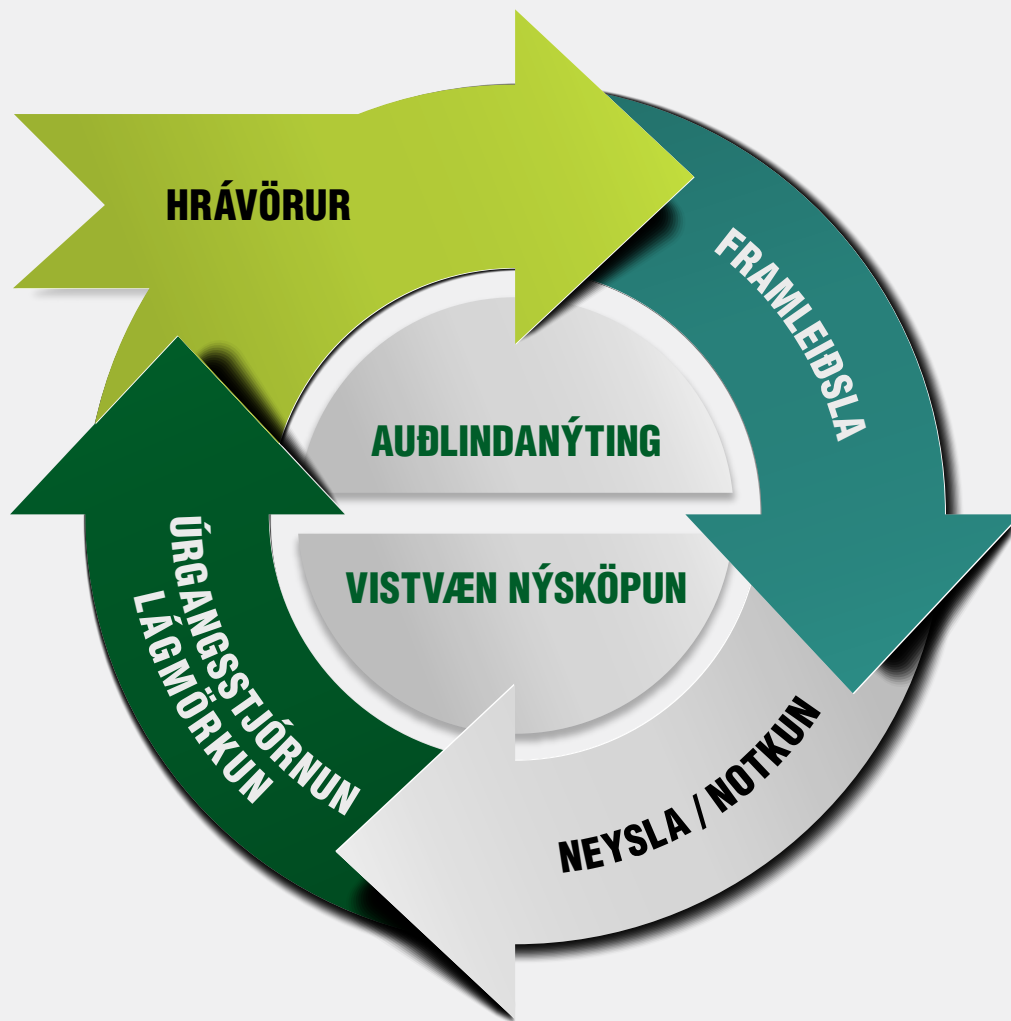 HRÁVÖRUR
FRAMLEIÐSLA
AUÐLINDANÝTING
VISTVÆN NÝSKÖPUN
NEYSLA / NOTKUN
ÚRGANGSSTJÓRNUN
LÁGMÖRKUN